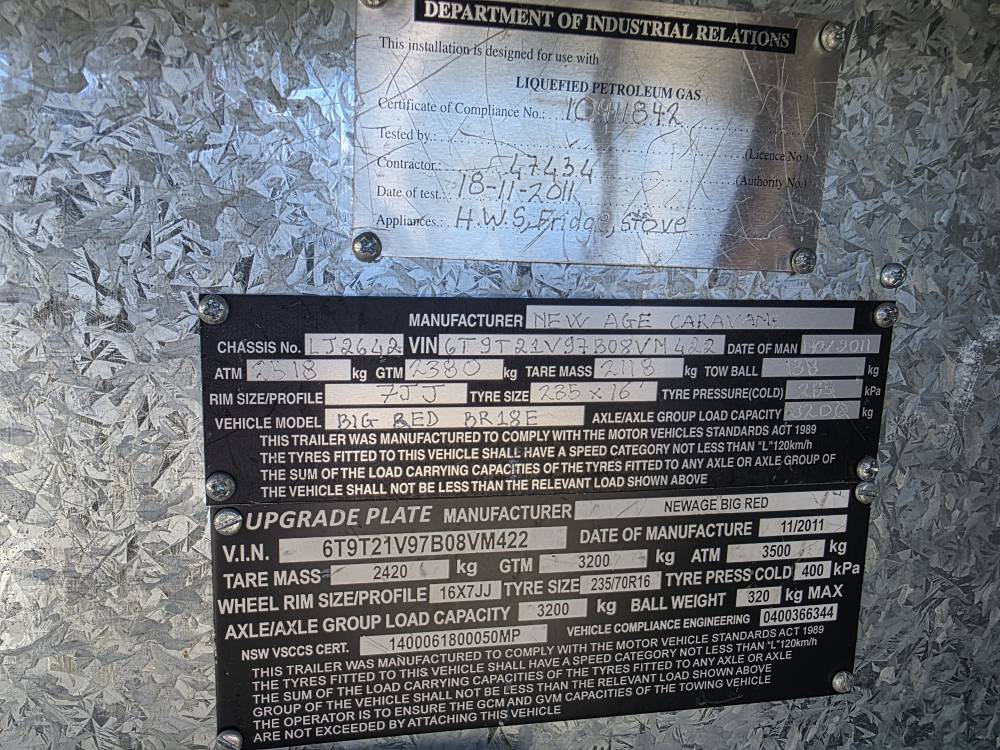 DEPARTMENT OF INDUSTRIAL RELATIONS
This installation is designed for use with
LIQUEFIED PETROLEUM GAS
Certificate of Compliance No.:
Tested by: (Licence No.)
Contractor: 47434 (Authority No.)
Date of test: 18-11-2011
Appliances: H.W.S, Fridge, stove
MANUFACTURER NEW AGE CARAVANS
CHASSIS No. LJ2642 VIN 6T9T21V97B08VM422 DATE OF MAN
ATM 2518 kg GTM 2380 kg TARE MASS 2118 kg TOW BALL 138 kg
RIM SIZE/PROFILE 7JJ TYRE SIZE 235 x 16 TYRE PRESSURE(COLD) kPa
VEHICLE MODEL BIG RED BR18E AXLE/AXLE GROUP LOAD CAPACITY 3200 kg
THIS TRAILER WAS MANUFACTURED TO COMPLY WITH THE MOTOR VEHICLES STANDARDS ACT 1989
THE TYRES FITTED TO THIS VEHICLE SHALL HAVE A SPEED CATEGORY NOT LESS THAN "L" 120km/h
THE SUM OF THE LOAD CARRYING CAPACITIES OF THE TYRES FITTED TO ANY AXLE OR AXLE GROUP OF
THE VEHICLE SHALL NOT BE LESS THAN THE RELEVANT LOAD SHOWN ABOVE
UPGRADE PLATE MANUFACTURER NEWAGE BIG RED
V.I.N. 6T9T21V97B08VM422 DATE OF MANUFACTURE 11/2011
TARE MASS 2420 kg GTM 3200 kg ATM 3500 kg
WHEEL RIM SIZE/PROFILE 16X7JJ TYRE SIZE 235/70R16 TYRE PRESS COLD 400 kPa
AXLE/AXLE GROUP LOAD CAPACITY 3200 kg BALL WEIGHT 320 kg MAX
NSW VSCCS CERT. 1400061800050MP VEHICLE COMPLIANCE ENGINEERING 0400366344
THIS TRAILER WAS MANUFACTURED TO COMPLY WITH THE MOTOR VEHICLE STANDARDS ACT 1989
THE TYRES FITTED TO THIS VEHICLE SHALL HAVE A SPEED CATEGORY NOT LESS THAN "L"120km/h
THE SUM OF THE LOAD CARRYING CAPACITIES OF THE TYRES FITTED TO ANY AXLE OR AXLE
GROUP OF THE VEHICLE SHALL NOT BE LESS THAN THE RELEVANT LOAD SHOWN ABOVE
THE OPERATOR IS TO ENSURE THE GCM AND GVM CAPACITIES OF THE TOWING VEHICLE
ARE NOT EXCEEDED BY ATTACHING THIS VEHICLE